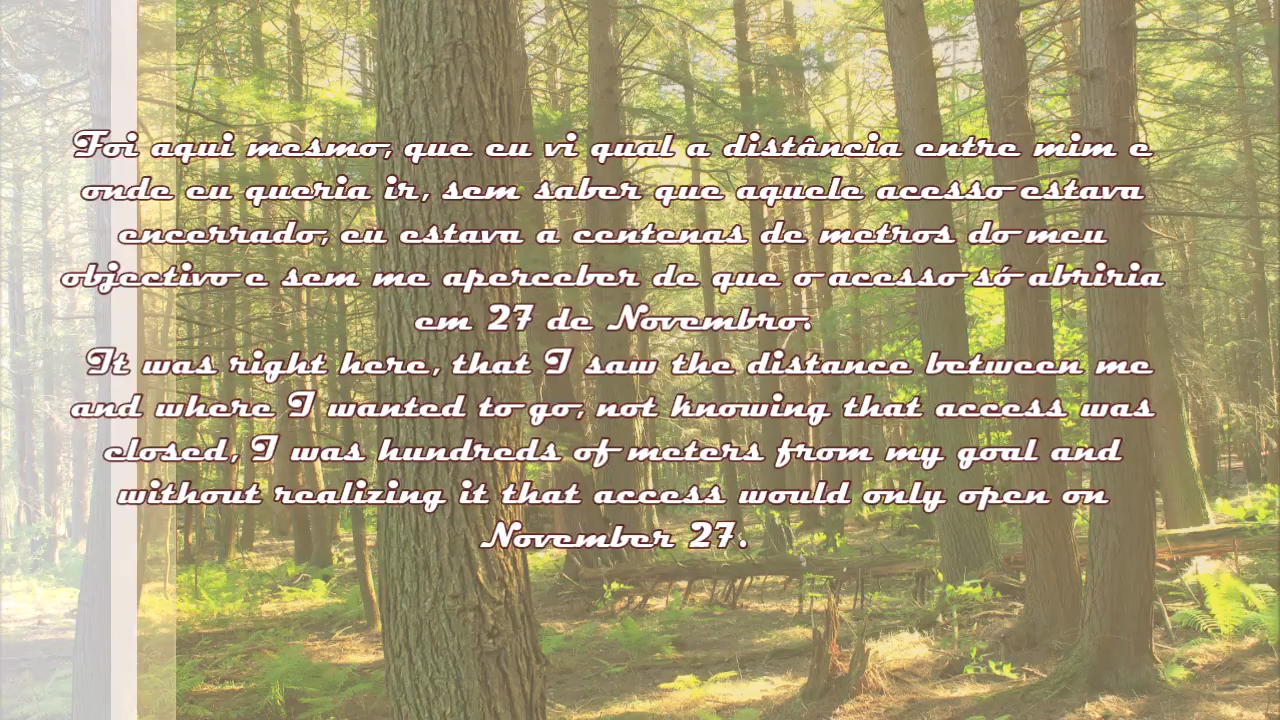 Foi aqui mesmo, que eu vi qual a distância entre mim e
onde eu queria ir, sem saber que aquele acesso estava
encerrado, eu estava a centenas de metros do meu
objectivo e sem me aperceber de que o acesso só abriria
em 27 de Novembro.
It was right here, that I saw the distance between me
and where I wanted to go, not knowing that access was
closed, I was hundreds of meters from my goal and
without realizing it that access would only open on
November 27.